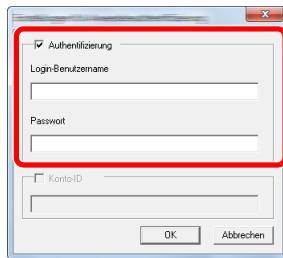 Authentifizierung
Login-Benutzername
Passwort
Konto-ID
OK Abbrechen